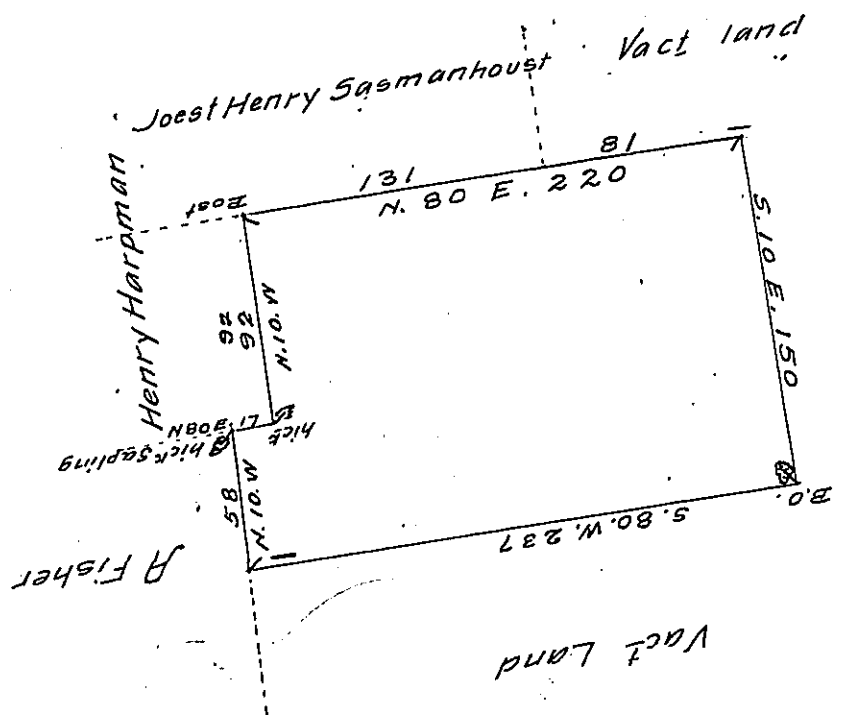 Vact land
Joest Henry Sasmanhoust
131
81
N. 80 E. 220
Post
Henry Harpman
S. 10 E. 150
92
92
N.10.W
N80E. 17
hick
hick sapling
58
N.10.W
B.O.
S.80.W.237
A Fisher
Vact Land